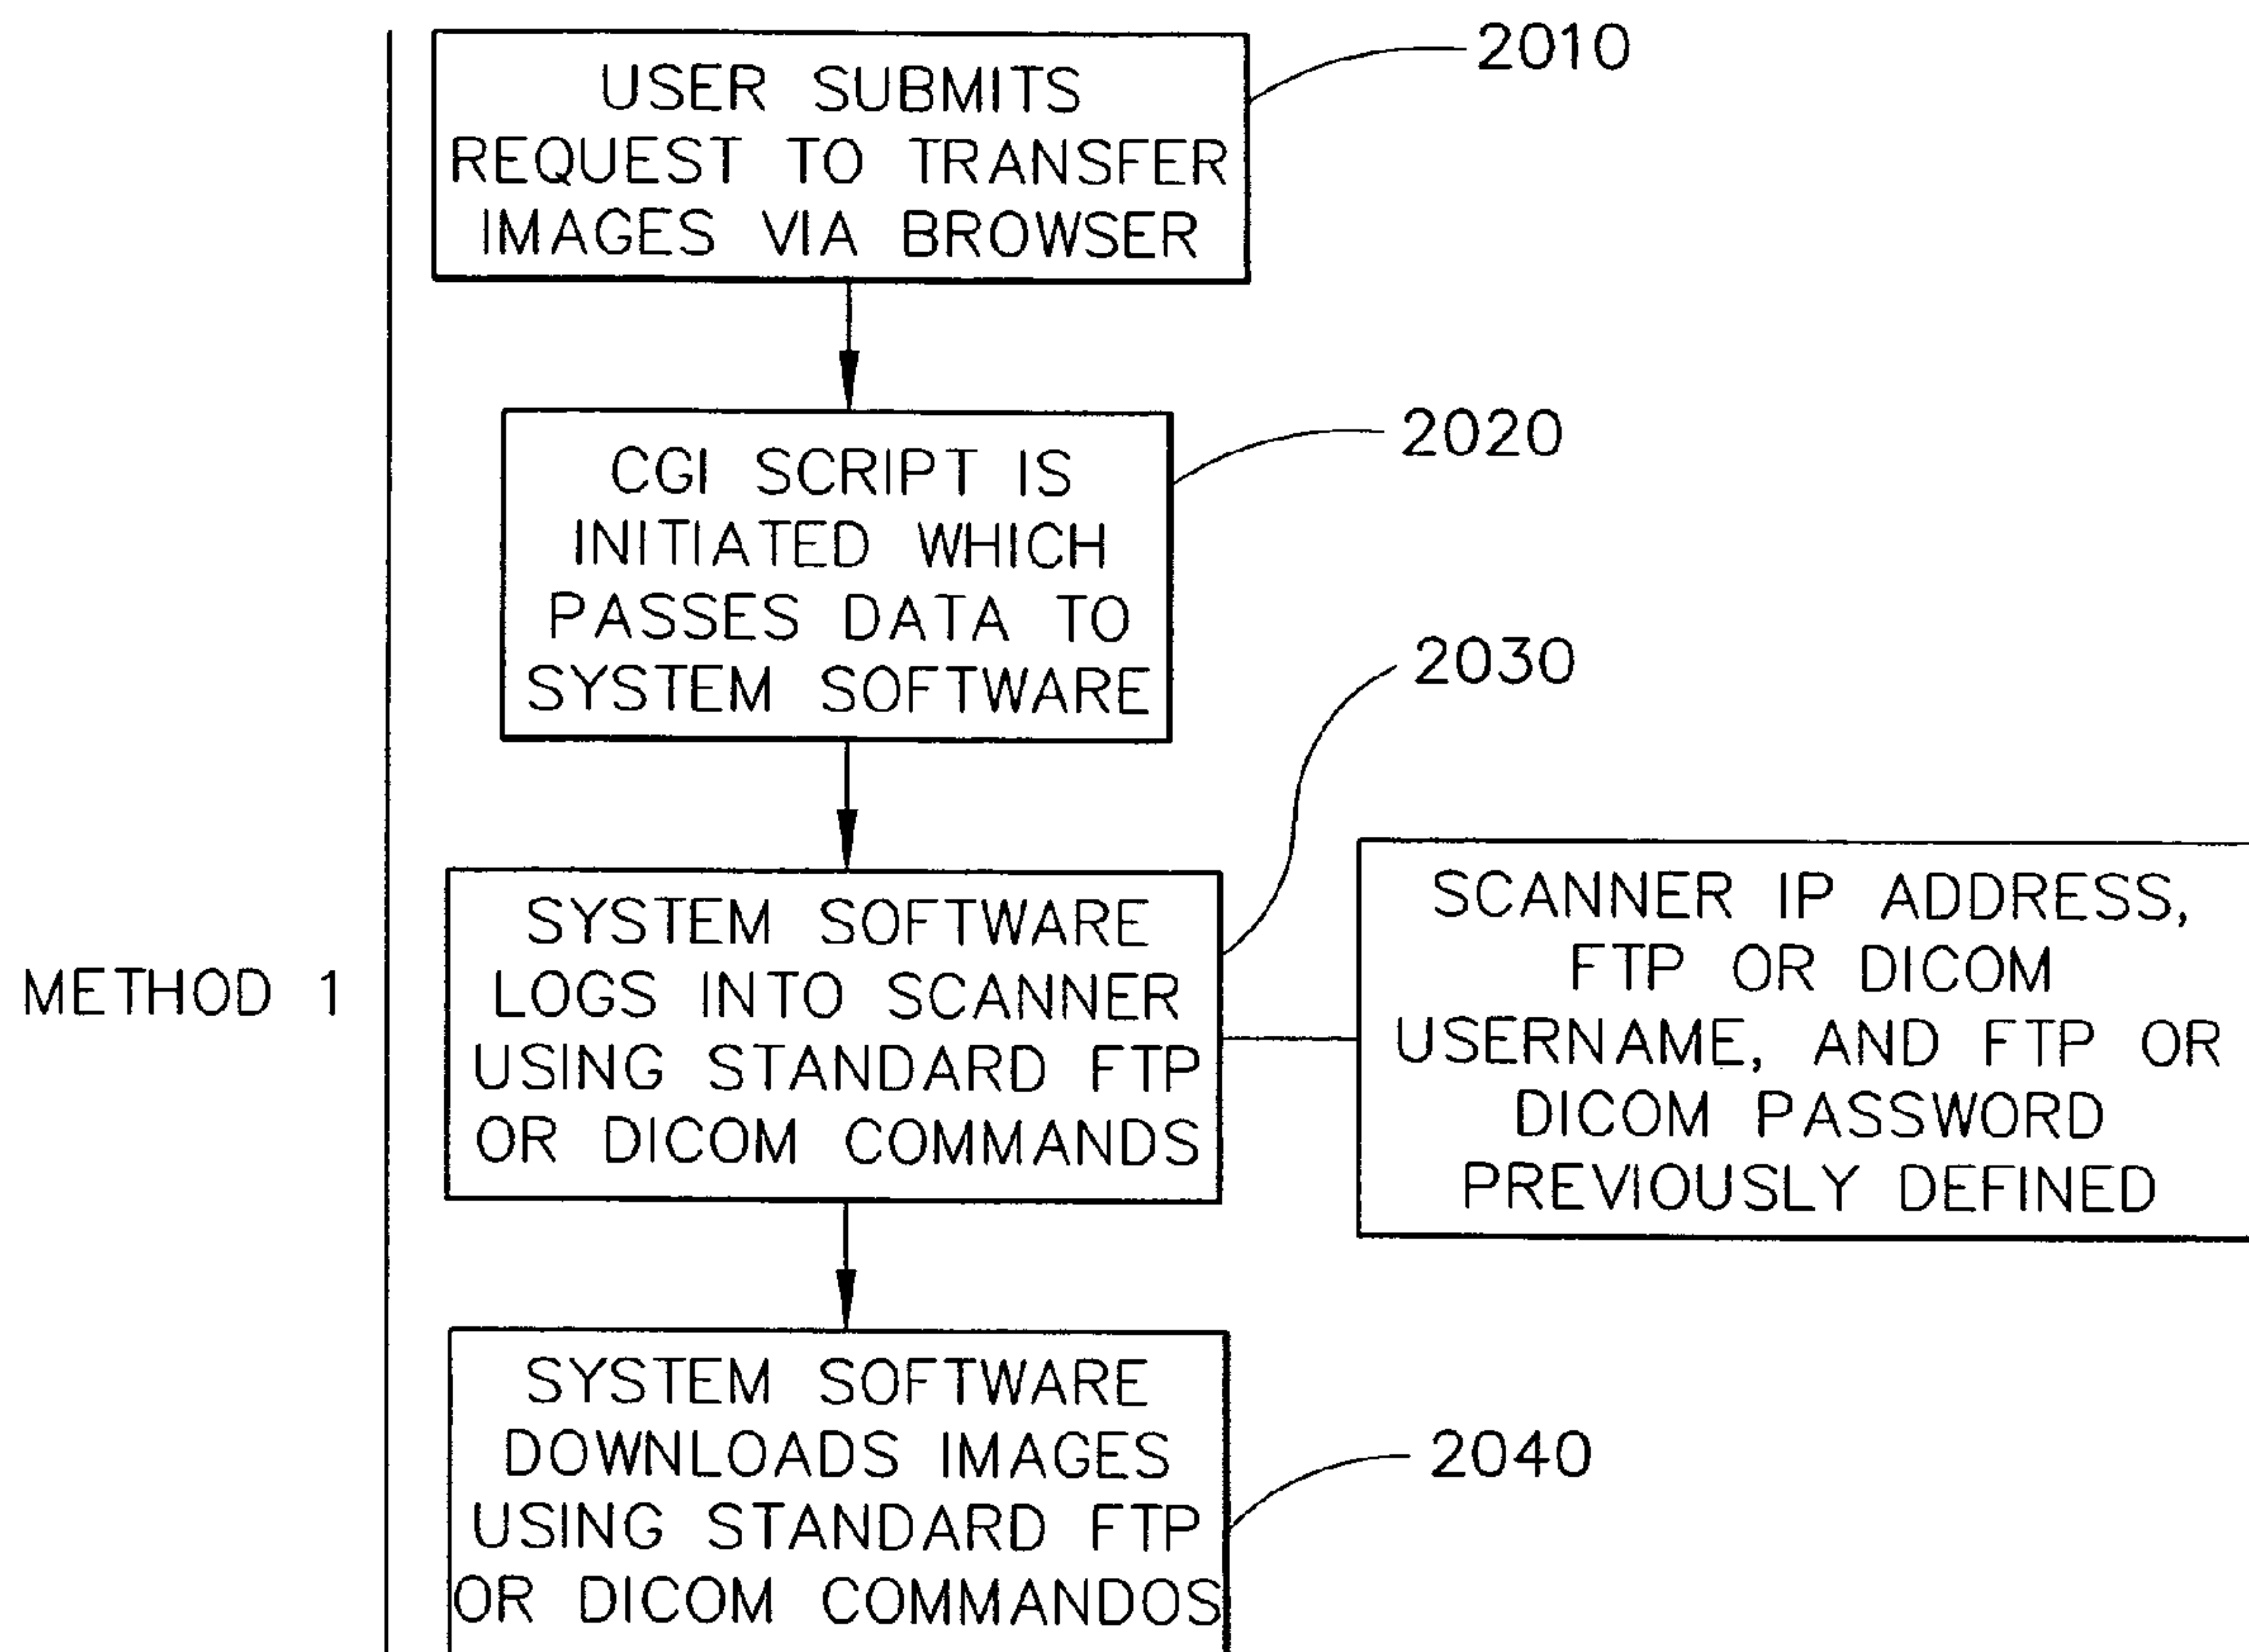 2010
USER SUBMITS
REQUEST TO TRANSFER
IMAGES VIA BROWSER
2020
CGI SCRIPT IS
INITIATED WHICH
PASSES DATA TO
SYSTEM SOFTWARE
2030
METHOD 1
SYSTEM SOFTWARE
LOGS INTO SCANNER
USING STANDARD FTP
OR DICOM COMMANDS
SCANNER IP ADDRESS,
FTP OR DICOM
USERNAME, AND FTP OR
DICOM PASSWORD
PREVIOUSLY DEFINED
SYSTEM SOFTWARE
DOWNLOADS IMAGES
USING STANDARD FTP
OR DICOM COMMANDOS
2040